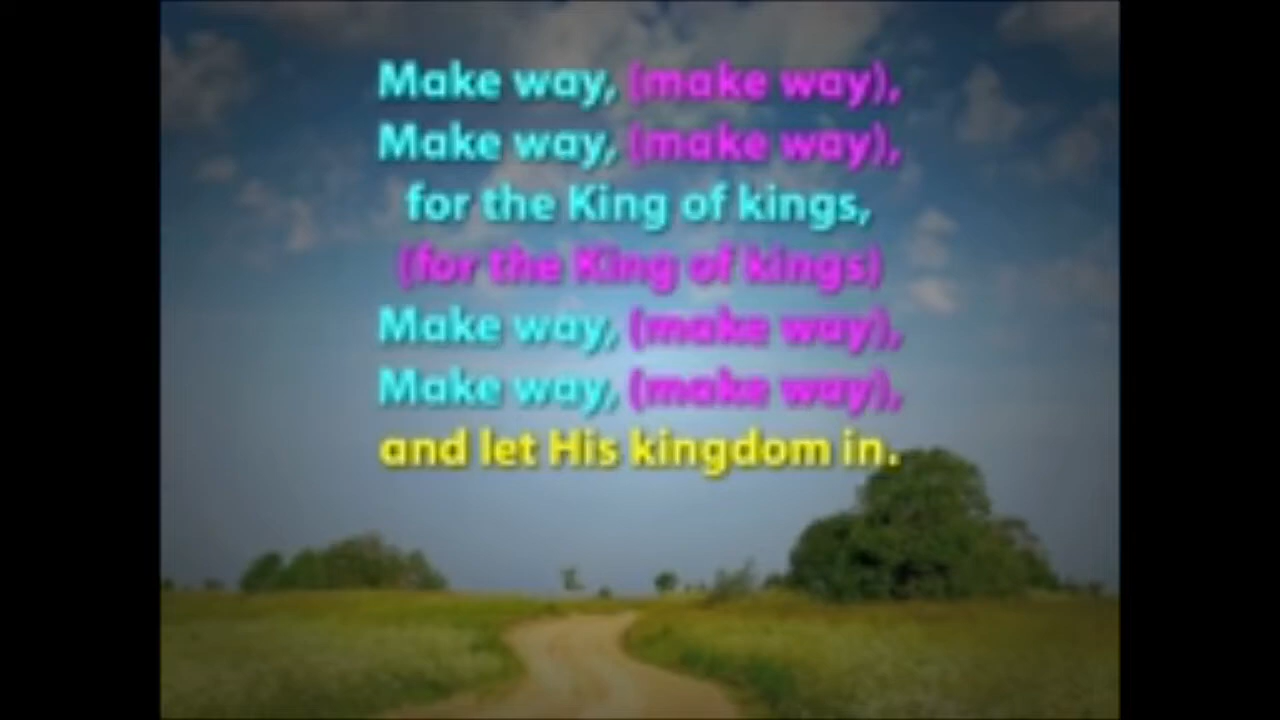 Make way, (make way),
Make way, (make way),
for the King of kings,
(for the King of kings)
Make way, (make way),
Make way, (make way),
and let His kingdom in.